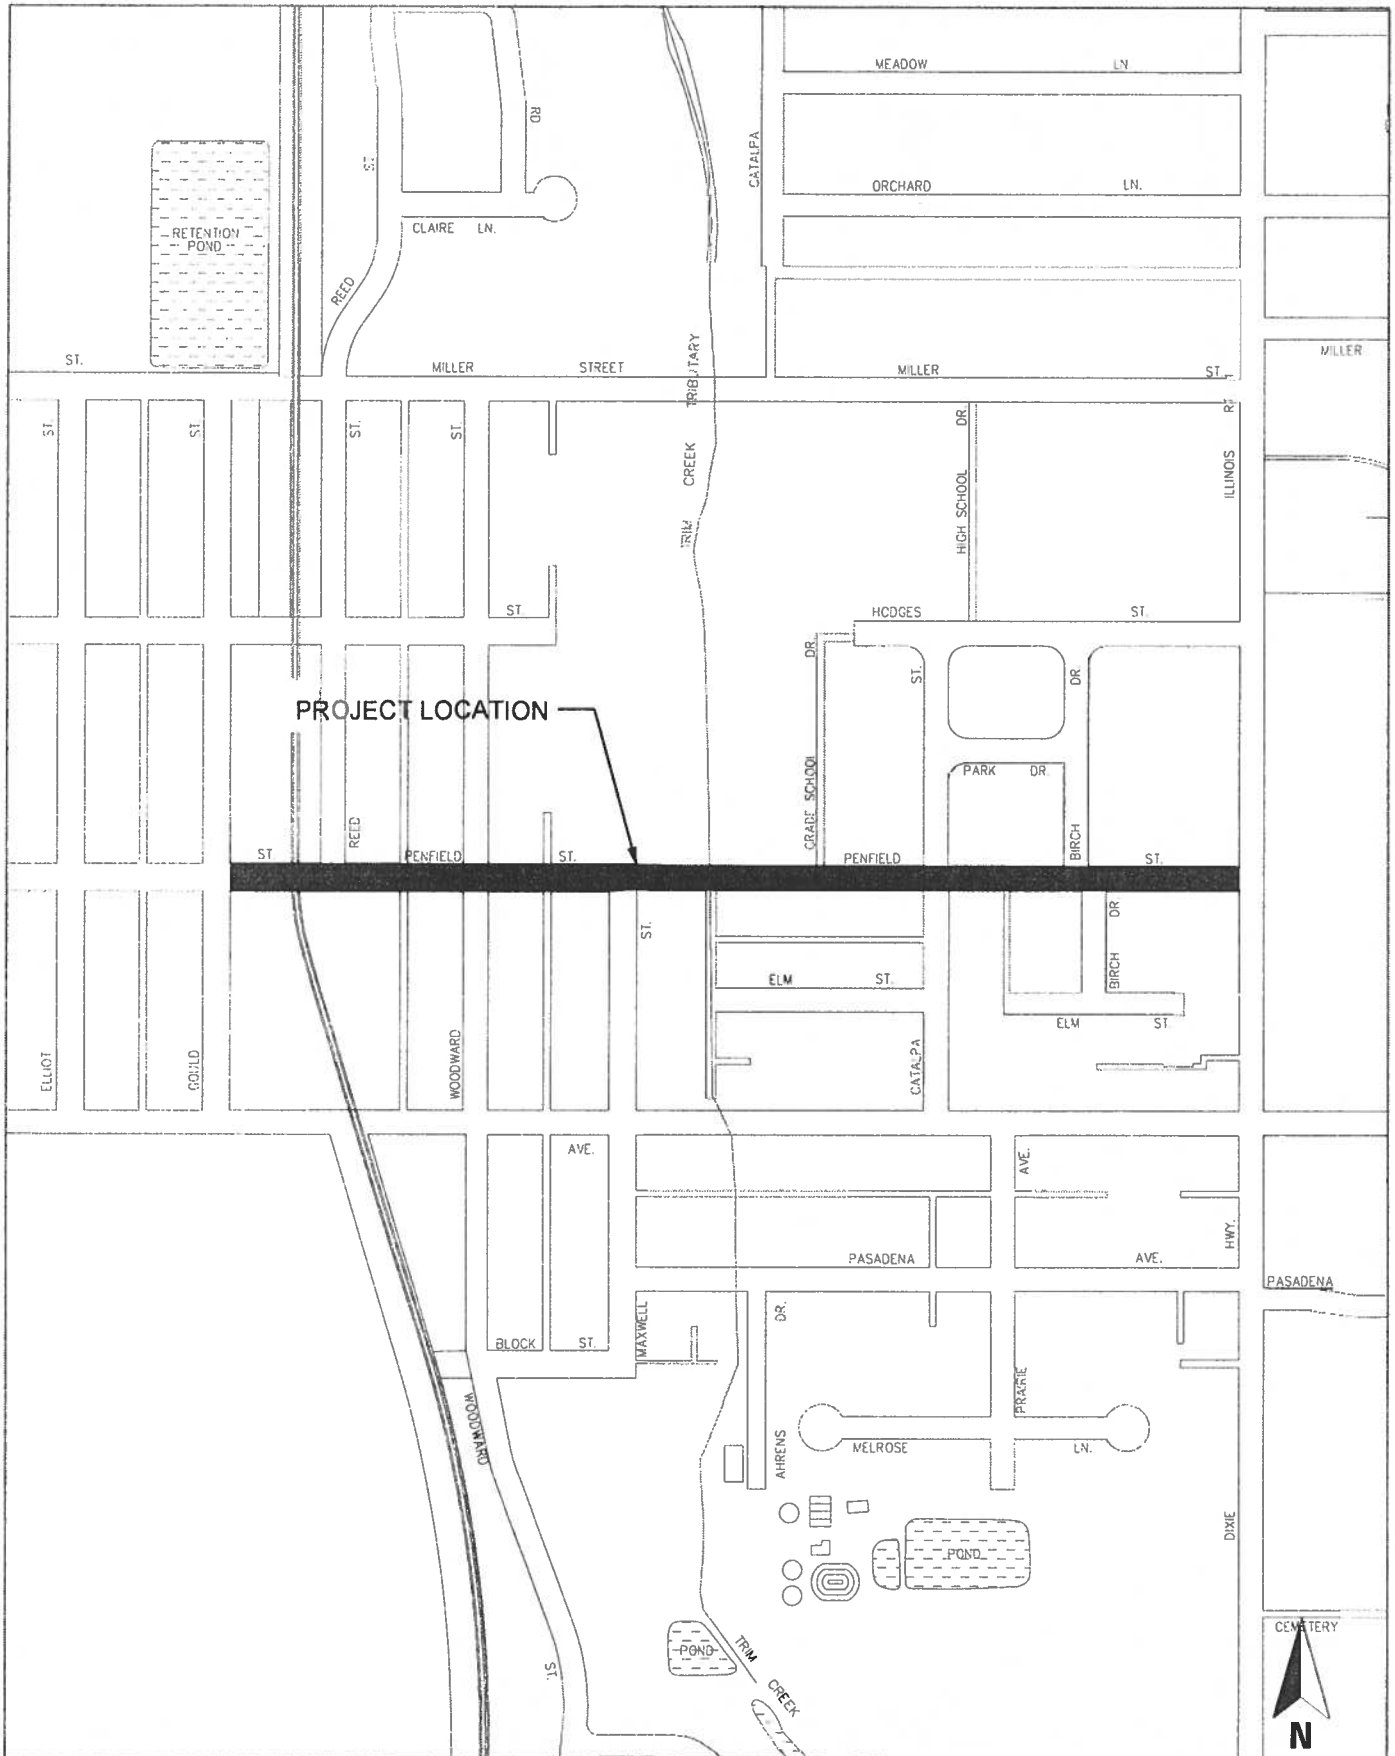 MEADOW LN
RD
ST.
CATALPA
ORCHARD LN.
CLAIRE LN.
RETENTION
POND
REED
TRIM CREEK TRIBUTARY
ST.
MILLER STREET
MILLER ST.
MILLER
ST.
ST.
ST.
ST.
HIGH SCHOOL DR.
ILLINOIS RT
ST.
HODGES ST.
GRADE SCHOOL DR.
ST.
DR.
PROJECT LOCATION
PARK DR.
REED
BIRCH
ST.
PENFIELD
ST.
PENFIELD
ST.
ST.
BIRCH DR.
ELM ST.
ELM ST.
ELLIOT
GOULD
WOODWARD
CATALPA
AVE.
AVE.
PASADENA
AVE.
HWY.
PASADENA
DR.
MAXWELL
BLOCK ST.
PRAIRIE
WOODWARD
AHRENS
MELROSE
LN.
DIXIE
POND
CEMETERY
POND
TRIM CREEK
ST.
N